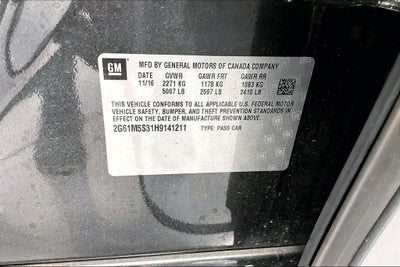 GM
MFD BY GENERAL MOTORS OF CANADA COMPANY
11/16 GVWR GAWR FRT GAWR RR
2271 KG 1178 KG 1093 KG
5007 LB 2597 LB 2410 LB
THIS VEHICLE CONFORMS TO ALL APPLICABLE U.S. FEDERAL MOTOR
VEHICLE SAFETY, BUMPER, AND THEFT PREVENTION STANDARDS
IN EFFECT ON THE DATE OF MANUFACTURE SHOWN ABOVE.
2G61M5S31H9141211 TYPE: PASS CAR